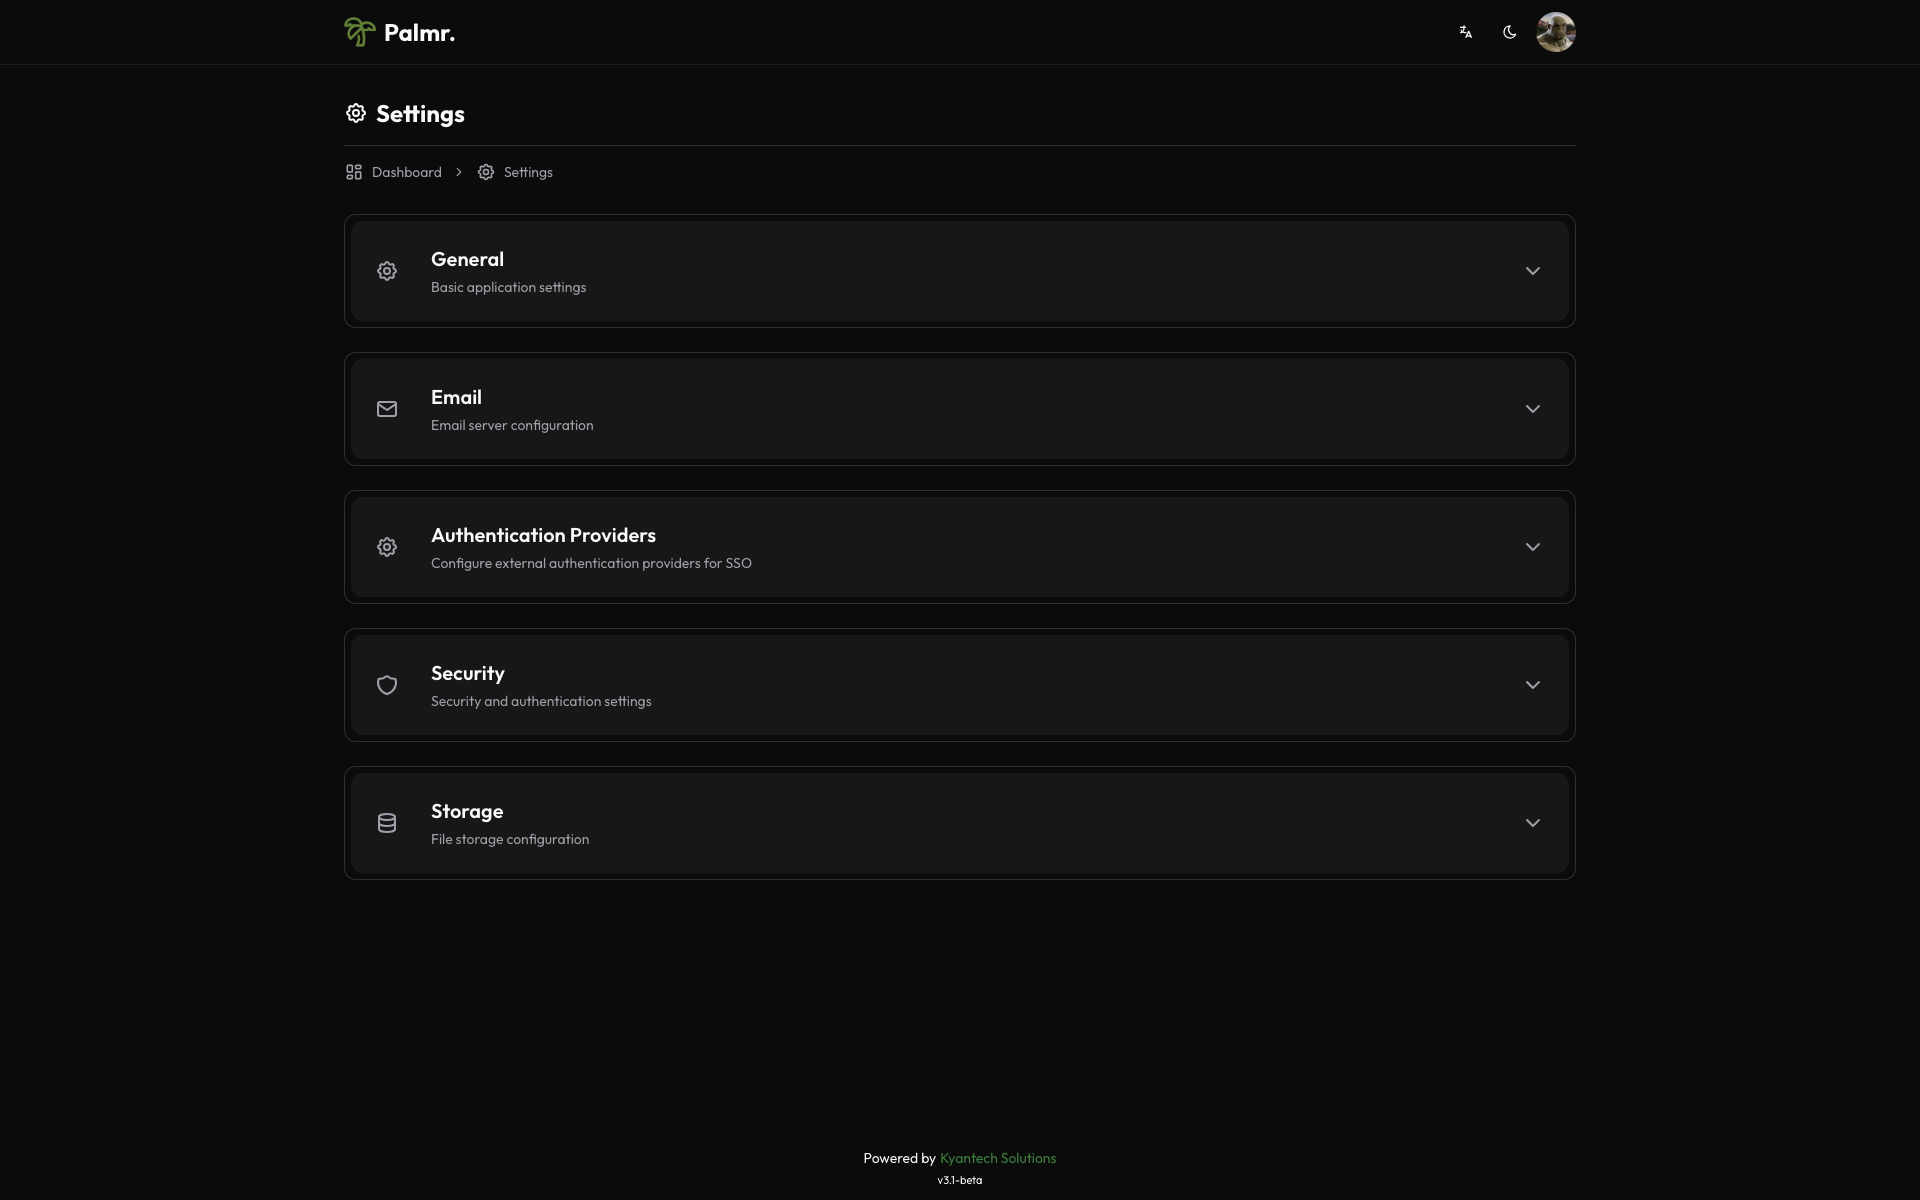 Palmr.
Settings
Dashboard
Settings
General
Basic application settings
Email
Email server configuration
Authentication Providers
Configure external authentication providers for SSO
Security
Security and authentication settings
Storage
File storage configuration
Powered by Kyantech Solutions
v3.1-beta